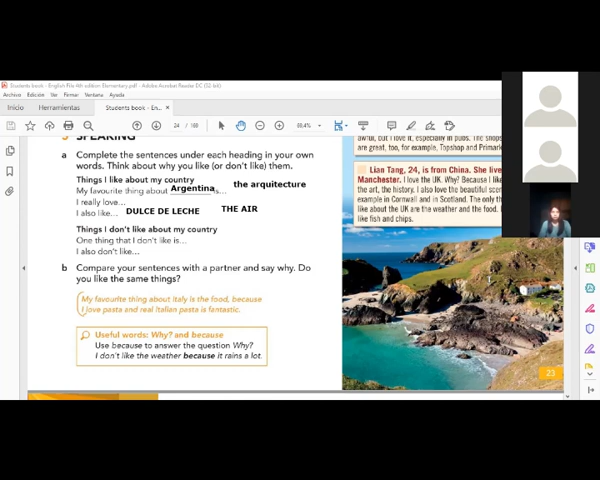 Students book - English File 4th edition Elementary.pdf - Adobe Acrobat Reader DC (32-bit)
Archivo Edición Ver Firmar Ventana Ayuda
Inicio Herramientas Students book - En... ×
24 / 169 69,4%
5 SPEAKING
a Complete the sentences under each heading in your own
words. Think about why you like (or don't like) them.
Things I like about my country
My favourite thing about Argentina is... the arquitecture
I really love...
I also like... DULCE DE LECHE THE AIR
Things I don't like about my country
One thing that I don't like is...
I also don't like...
b Compare your sentences with a partner and say why. Do
you like the same things?
My favourite thing about Italy is the food, because
I love pasta and real Italian pasta is fantastic.
Useful words: Why? and because
Use because to answer the question Why?
I don't like the weather because it rains a lot.
awful, but I love it, especially in pubs. The shops
are great, too, for example, Topshop and Primark
Lian Tang, 24, is from China. She live
Manchester. I love the UK. Why? Because I like
the art, the history. I also love the beautiful scen
example in Cornwall and in Scotland. The only th
like about the UK are the weather and the food. I
like fish and chips.
23